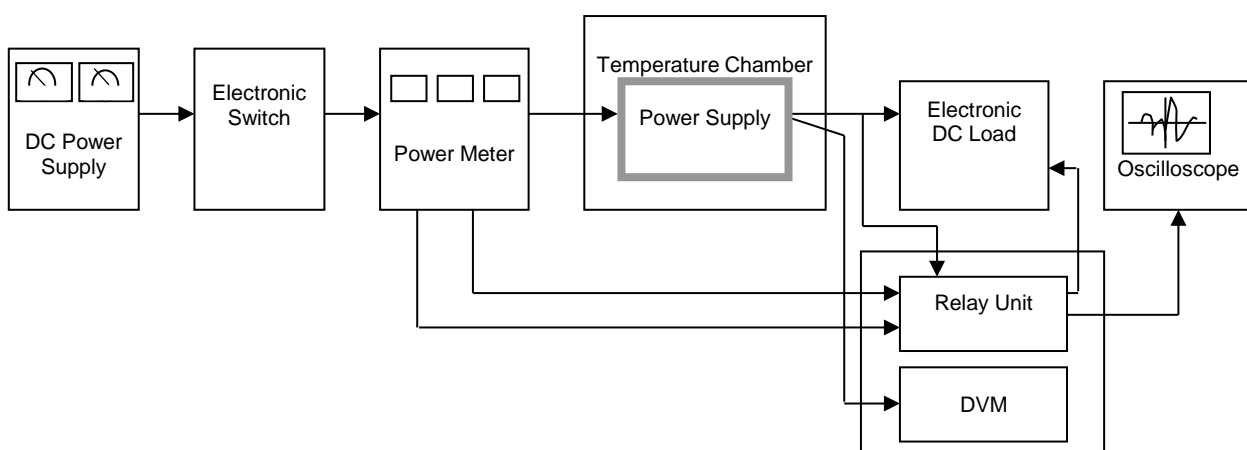 DC Power
Supply
Electronic
Switch
Power Meter
Temperature Chamber
Power Supply
Electronic
DC Load
Oscilloscope
Relay Unit
DVM